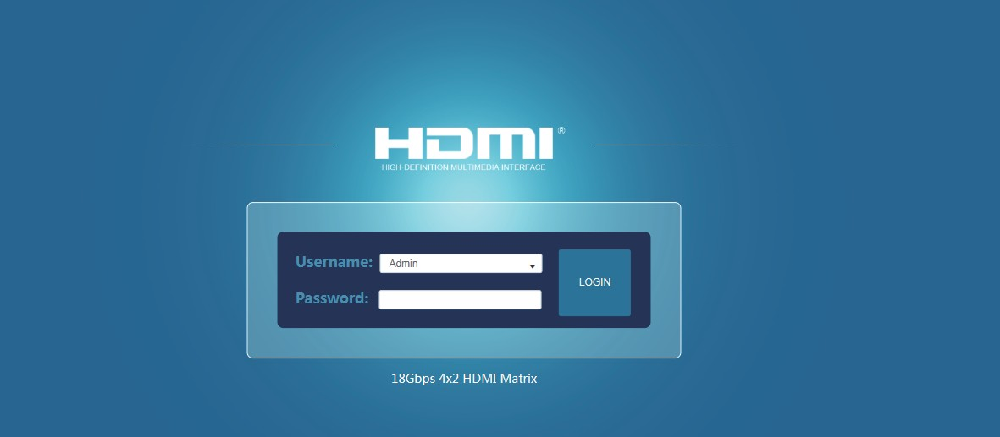 HDMI®
HIGH DEFINITION MULTIMEDIA INTERFACE
Username: Admin
Password:
LOGIN
18Gbps 4x2 HDMI Matrix